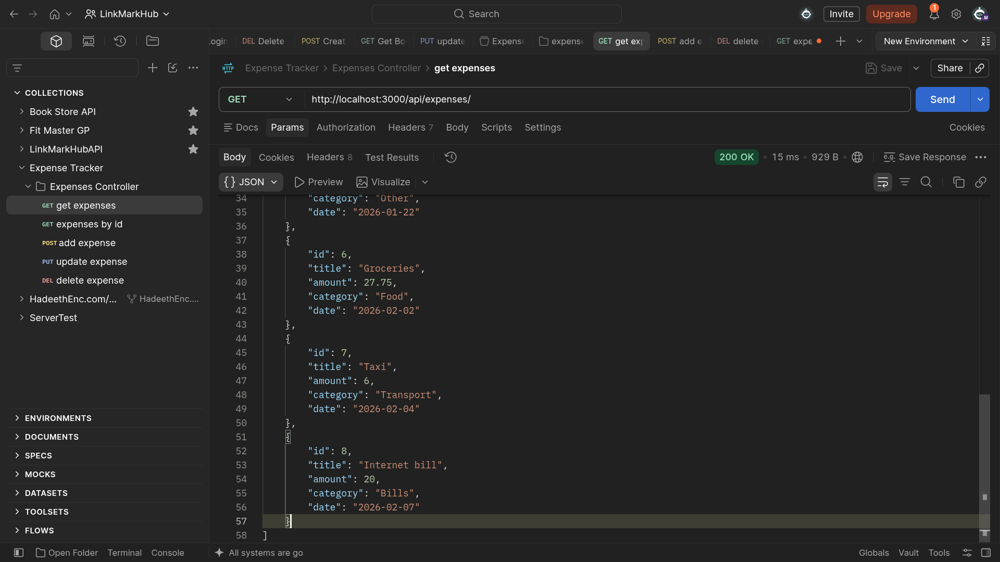 LinkMarkHub
Search
Invite
Upgrade
1
M
Login
DEL Delete
POST Creat
GET Get Bo
PUT update
Expens
expens
GET get exp
POST add e
DEL delete
GET expe
New Environment
COLLECTIONS
Book Store API
Fit Master GP
LinkMarkHubAPI
Expense Tracker
Expenses Controller
GET get expenses
GET expenses by id
POST add expense
PUT update expense
DEL delete expense
HadeethEnc.com/... HadeethEnc....
ServerTest
ENVIRONMENTS
DOCUMENTS
SPECS
MOCKS
DATASETS
TOOLSETS
FLOWS
HTTP Expense Tracker > Expenses Controller > get expenses
Save
Share
GET http://localhost:3000/api/expenses/
Send
Docs Params Authorization Headers 7 Body Scripts Settings
Cookies
Body Cookies Headers 8 Test Results
200 OK • 15 ms • 929 B •
e.g. Save Response
{} JSON Preview Visualize
34 "category": "Other",
35 "date": "2026-01-22"
36 },
37 {
38 "id": 6,
39 "title": "Groceries",
40 "amount": 27.75,
41 "category": "Food",
42 "date": "2026-02-02"
43 },
44 {
45 "id": 7,
46 "title": "Taxi",
47 "amount": 6,
48 "category": "Transport",
49 "date": "2026-02-04"
50 },
51 {
52 "id": 8,
53 "title": "Internet bill",
54 "amount": 20,
55 "category": "Bills",
56 "date": "2026-02-07"
57 }
58 ]
Open Folder Terminal Console
All systems are go
Globals Vault Tools